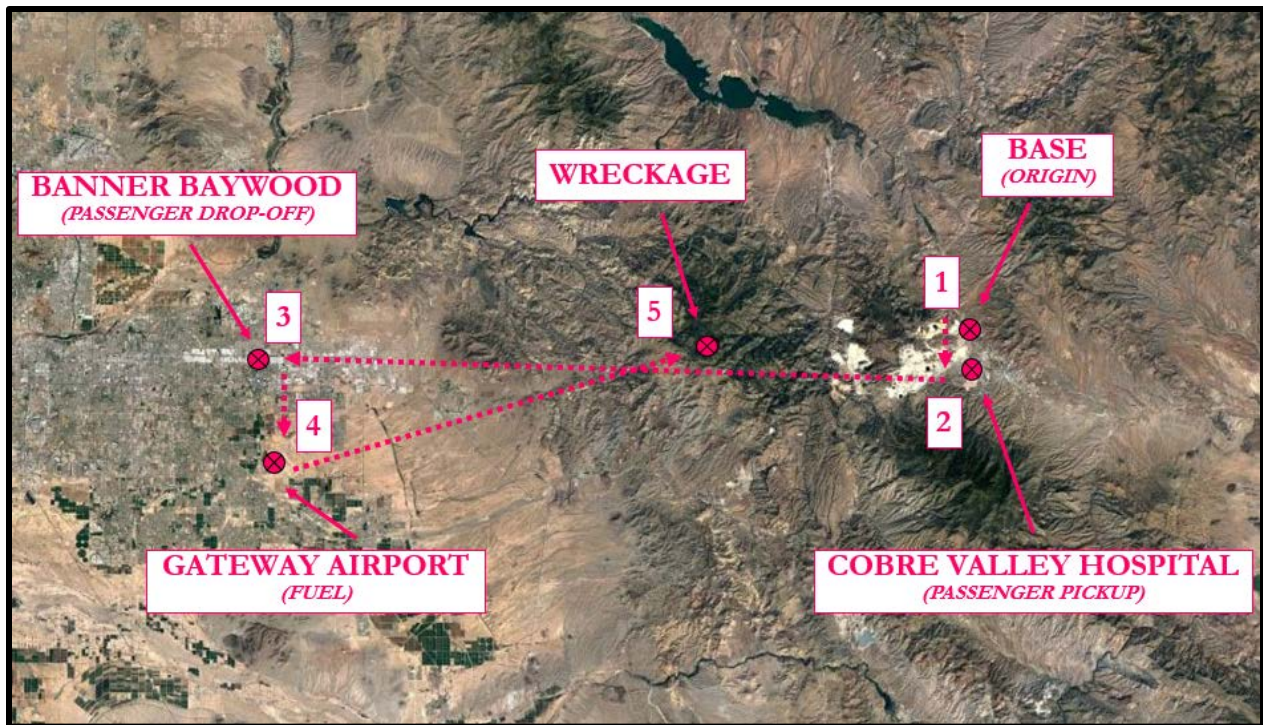 BANNER BAYWOOD
(PASSENGER DROP-OFF)
WRECKAGE
BASE
(ORIGIN)
1
3
5
2
4
GATEWAY AIRPORT
(FUEL)
COBRE VALLEY HOSPITAL
(PASSENGER PICKUP)